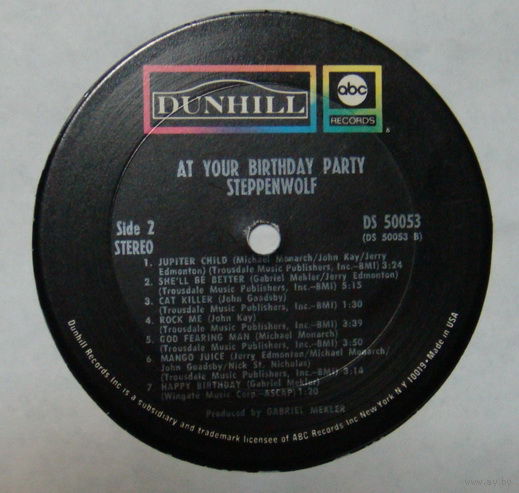 DUNHILL
abc
RECORDS
AT YOUR BIRTHDAY PARTY
STEPPENWOLF
Side 2
STEREO
DS 50053
(DS 50053 B)
1. JUPITER CHILD (Michael Monarch/John Kay/Jerry
Edmonton) (Trousdale Music Publishers, Inc.-BMI) 3:24
2. SHE'LL BE BETTER (Gabriel Mekler/Jerry Edmonton)
(Trousdale Music Publishers, Inc.-BMI) 5:15
3. CAT KILLER (John Goadsby)
(Trousdale Music Publishers, Inc.-BMI) 1:30
4. ROCK ME (John Kay)
(Trousdale Music Publishers, Inc.-BMI) 3:39
5. GOD FEARING MAN (Michael Monarch)
(Trousdale Music Publishers, Inc.-BMI) 3:50
6. MANGO JUICE (Jerry Edmonton/Michael Monarch/
John Goadsby/Nick St. Nicholas)
(Trousdale Music Publishers, Inc.-BMI) 3:14
7. HAPPY BIRTHDAY (Gabriel Mekler)
(Wingate Music Corp-ASCAP) 1:20
Produced by GABRIEL MEKLER
Dunhill Records Inc is a subsidiary and trademark licensee of ABC Records Inc New York N Y 10019 • Made in USA
www.ay.by